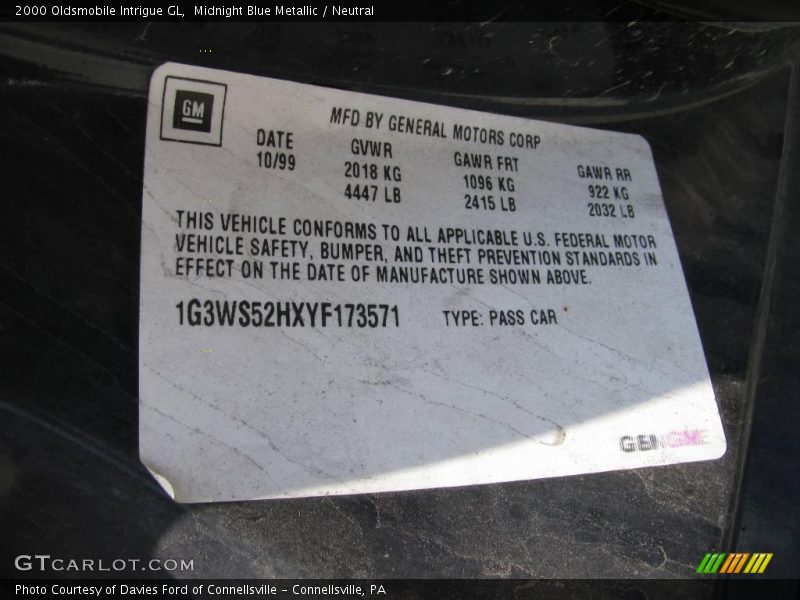 2000 Oldsmobile Intrigue GL, Midnight Blue Metallic / Neutral
GM
MFD BY GENERAL MOTORS CORP
DATE GVWR GAWR FRT GAWR RR
10/99 2018 KG 1096 KG 922 KG
4447 LB 2415 LB 2032 LB
THIS VEHICLE CONFORMS TO ALL APPLICABLE U.S. FEDERAL MOTOR
VEHICLE SAFETY, BUMPER, AND THEFT PREVENTION STANDARDS IN
EFFECT ON THE DATE OF MANUFACTURE SHOWN ABOVE.
1G3WS52HXYF173571 TYPE: PASS CAR
GTCARLOT.COM
Photo Courtesy of Davies Ford of Connellsville - Connellsville, PA